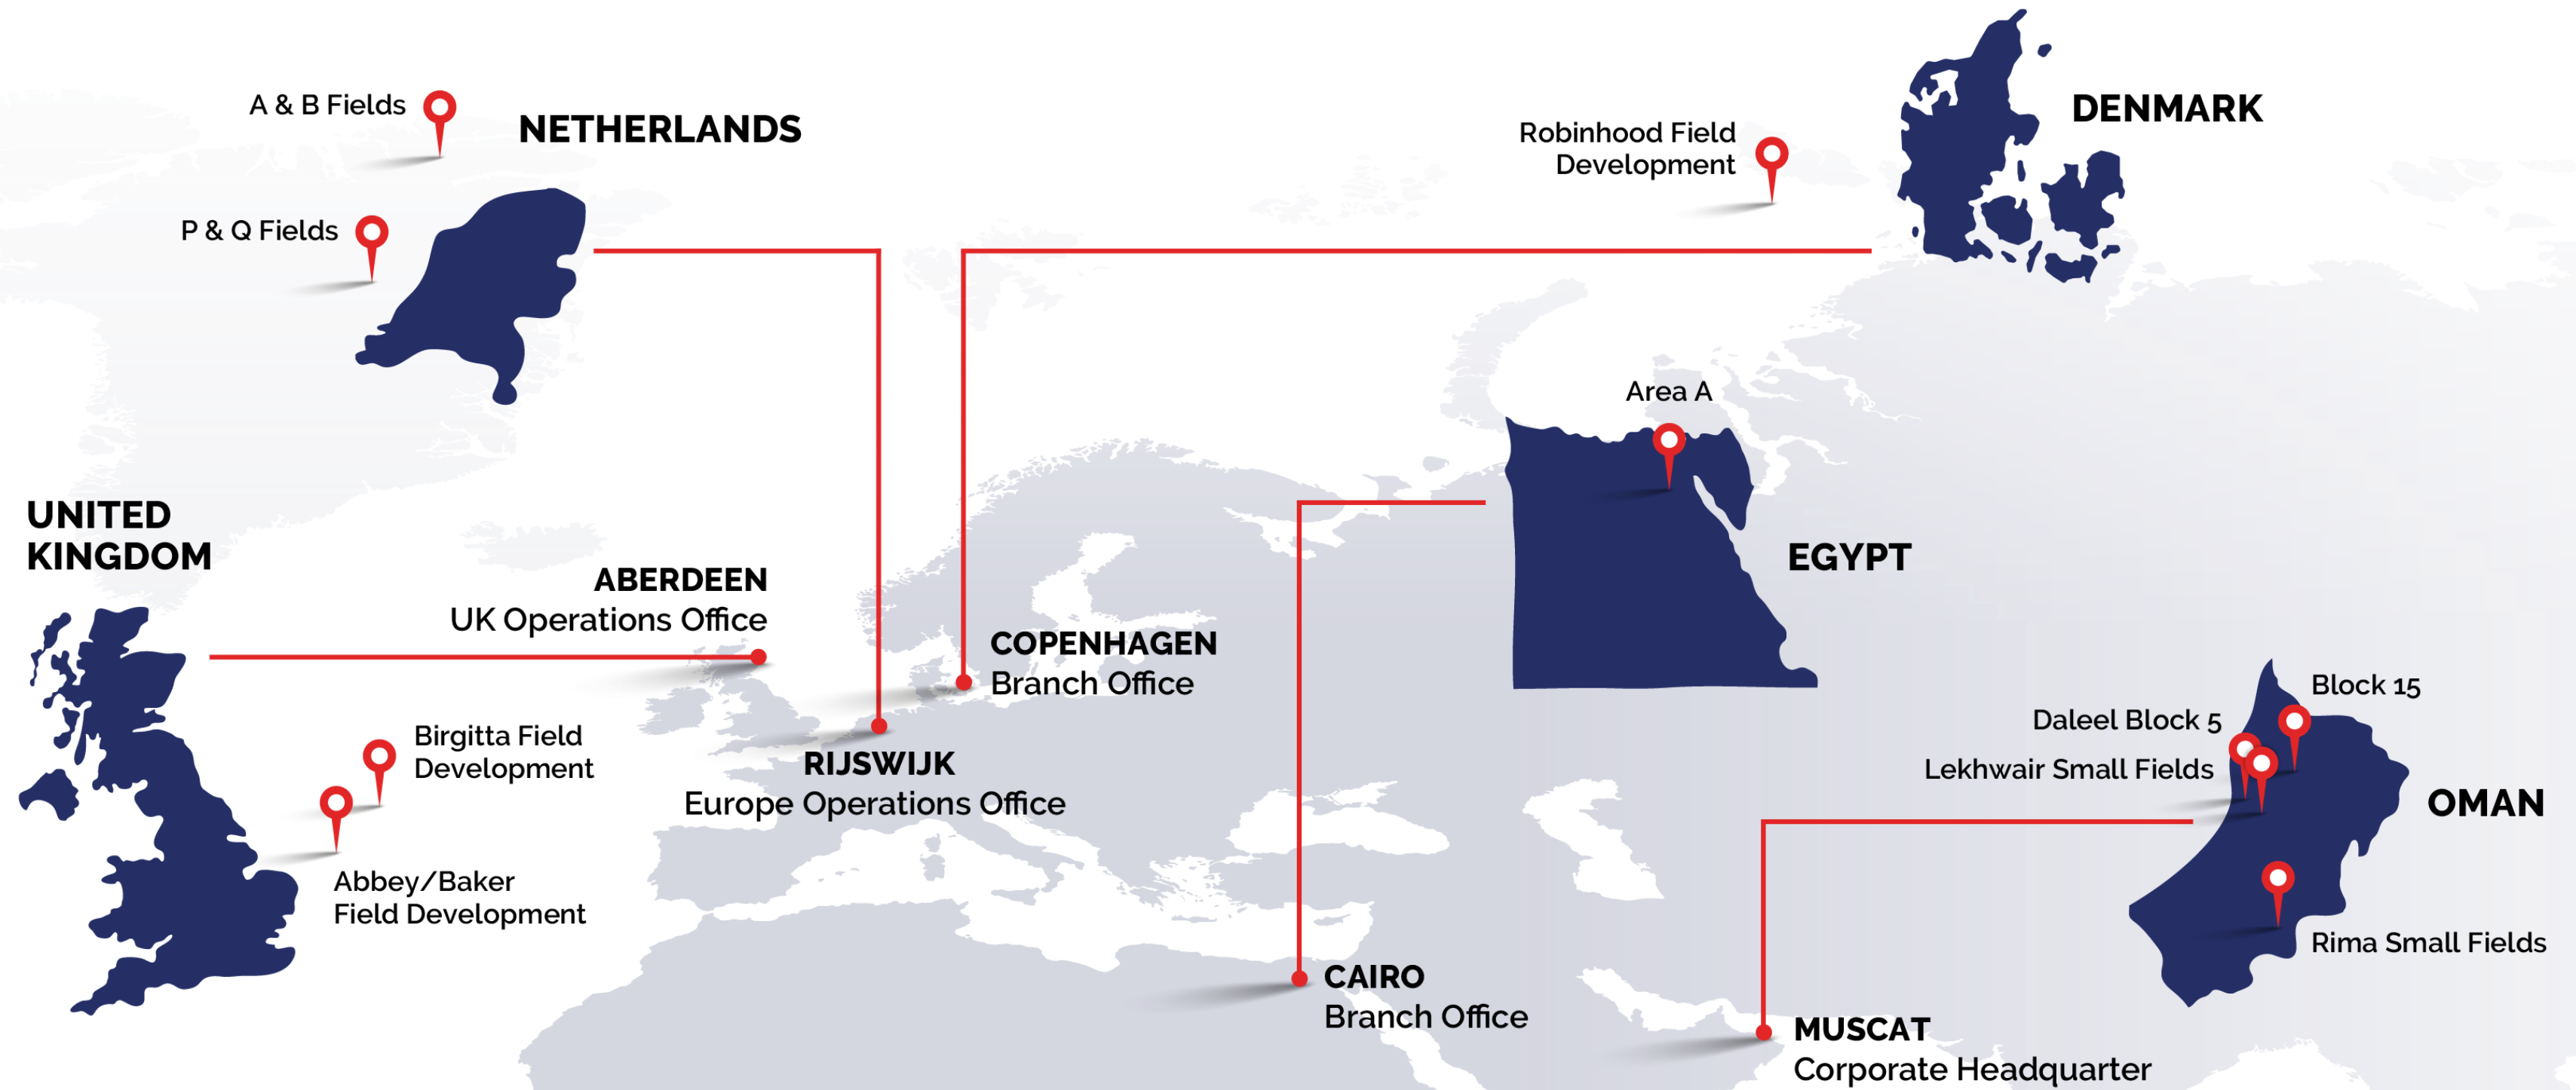 A & B Fields
NETHERLANDS
P & Q Fields
Robinhood Field
Development
DENMARK
Area A
EGYPT
UNITED
KINGDOM
ABERDEEN
UK Operations Office
COPENHAGEN
Branch Office
RIJSWIJK
Europe Operations Office
Birgitta Field
Development
Abbey/Baker
Field Development
Block 15
Daleel Block 5
Lekhwair Small Fields
OMAN
Rima Small Fields
CAIRO
Branch Office
MUSCAT
Corporate Headquarter